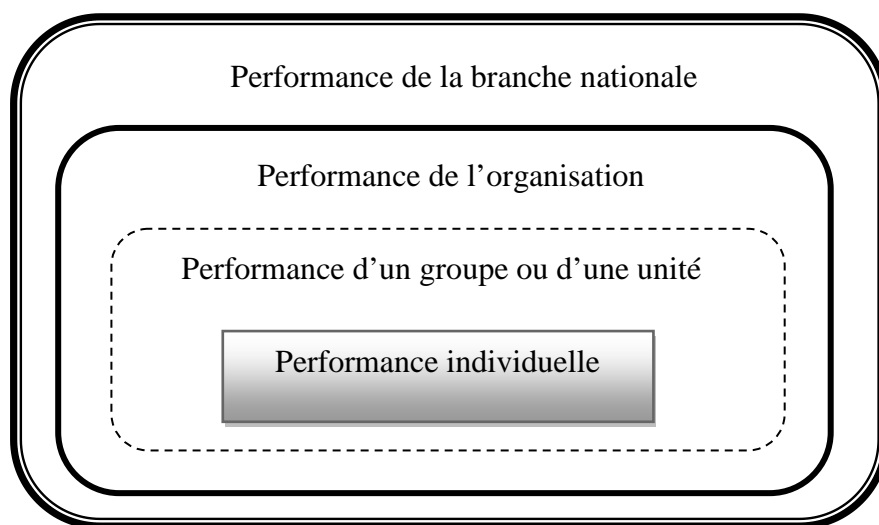 Performance de la branche nationale
Performance de l’organisation
Performance d’un groupe ou d’une unité
Performance individuelle